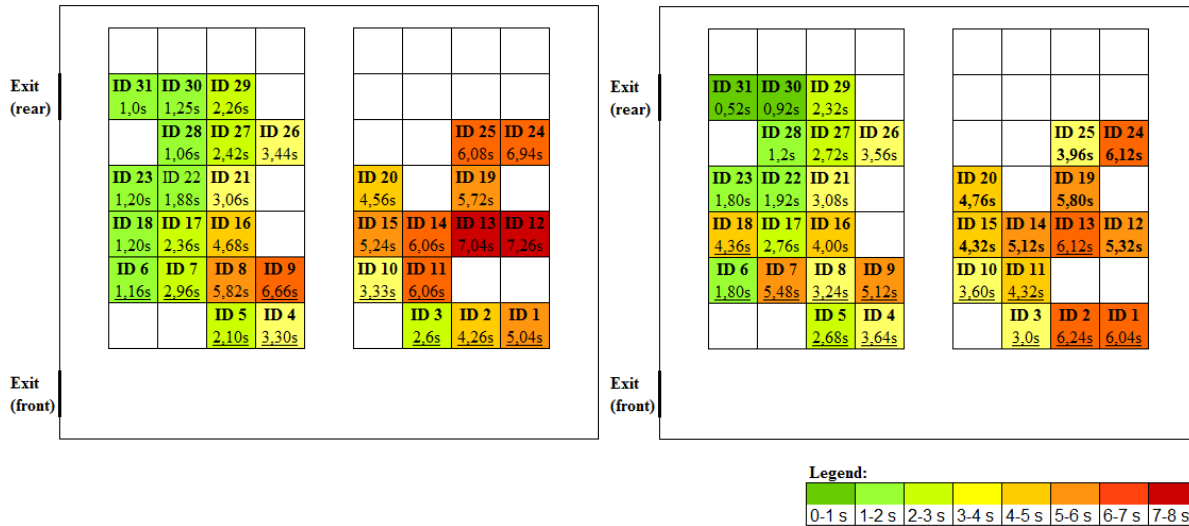 Exit
(rear)
ID 31 ID 30 ID 29
1,0s 1,25s 2,26s
ID 28 ID 27 ID 26
1,06s 2,42s 3,44s
ID 25 ID 24
6,08s 6,94s
ID 23 ID 22 ID 21
1,20s 1,88s 3,06s
ID 20 ID 19
4,56s 5,72s
ID 18 ID 17 ID 16
1,20s 2,36s 4,68s
ID 15 ID 14 ID 13 ID 12
5,24s 6,06s 7,04s 7,26s
ID 6 ID 7 ID 8 ID 9
1,16s 2,96s 5,82s 6,66s
ID 10 ID 11
3,33s 6,06s
ID 5 ID 4
2,10s 3,30s
ID 3 ID 2 ID 1
2,6s 4,26s 5,04s
Exit
(front)
Exit
(rear)
ID 31 ID 30 ID 29
0,52s 0,92s 2,32s
ID 28 ID 27 ID 26
1,2s 2,72s 3,56s
ID 25 ID 24
3,96s 6,12s
ID 23 ID 22 ID 21
1,80s 1,92s 3,08s
ID 20 ID 19
4,76s 5,80s
ID 18 ID 17 ID 16
4,36s 2,76s 4,00s
ID 15 ID 14 ID 13 ID 12
4,32s 5,12s 6,12s 5,32s
ID 6 ID 7 ID 8 ID 9
1,80s 5,48s 3,24s 5,12s
ID 10 ID 11
3,60s 4,32s
ID 5 ID 4
2,68s 3,64s
ID 3 ID 2 ID 1
3,0s 6,24s 6,04s
Exit
(front)
Legend:
0-1 s 1-2 s 2-3 s 3-4 s 4-5 s 5-6 s 6-7 s 7-8 s